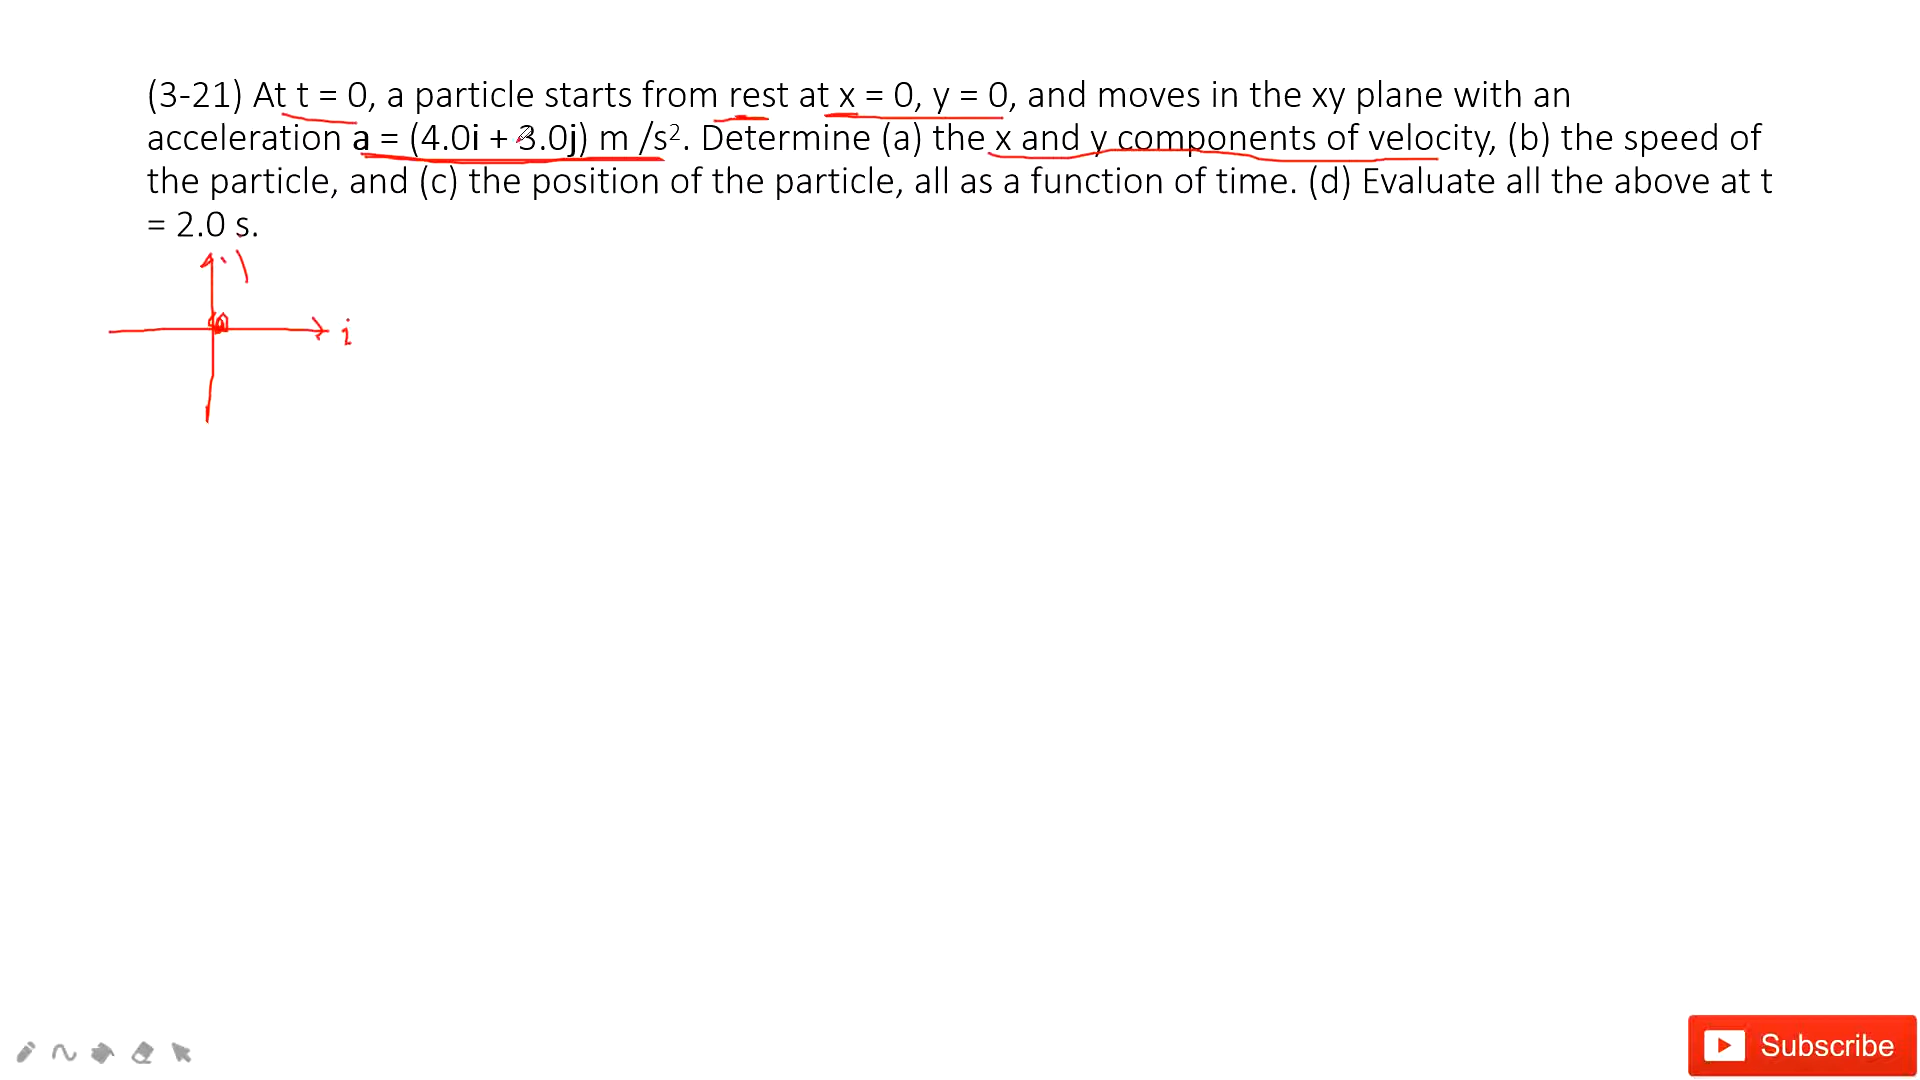 (3-21) At t = 0, a particle starts from rest at x = 0, y = 0, and moves in the xy plane with an
acceleration a = (4.0i + 3.0j) m /s². Determine (a) the x and y components of velocity, (b) the speed of
the particle, and (c) the position of the particle, all as a function of time. (d) Evaluate all the above at t
= 2.0 s.
i
Subscribe